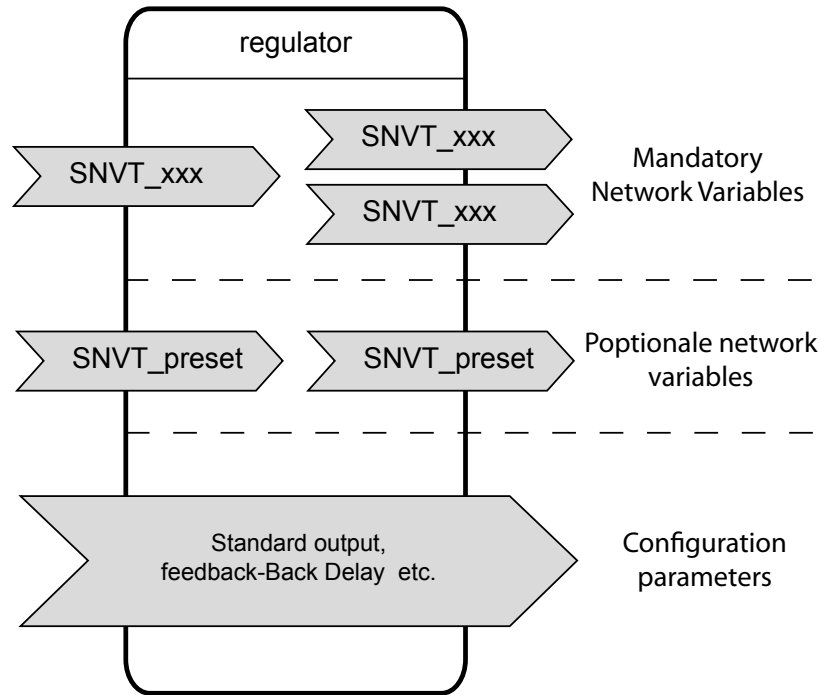 regulator
SNVT_xxx
SNVT_xxx
SNVT_xxx
Mandatory
Network Variables
SNVT_preset
SNVT_preset
Poptionale network
variables
Standard output,
feedback-Back Delay etc.
Configuration
parameters